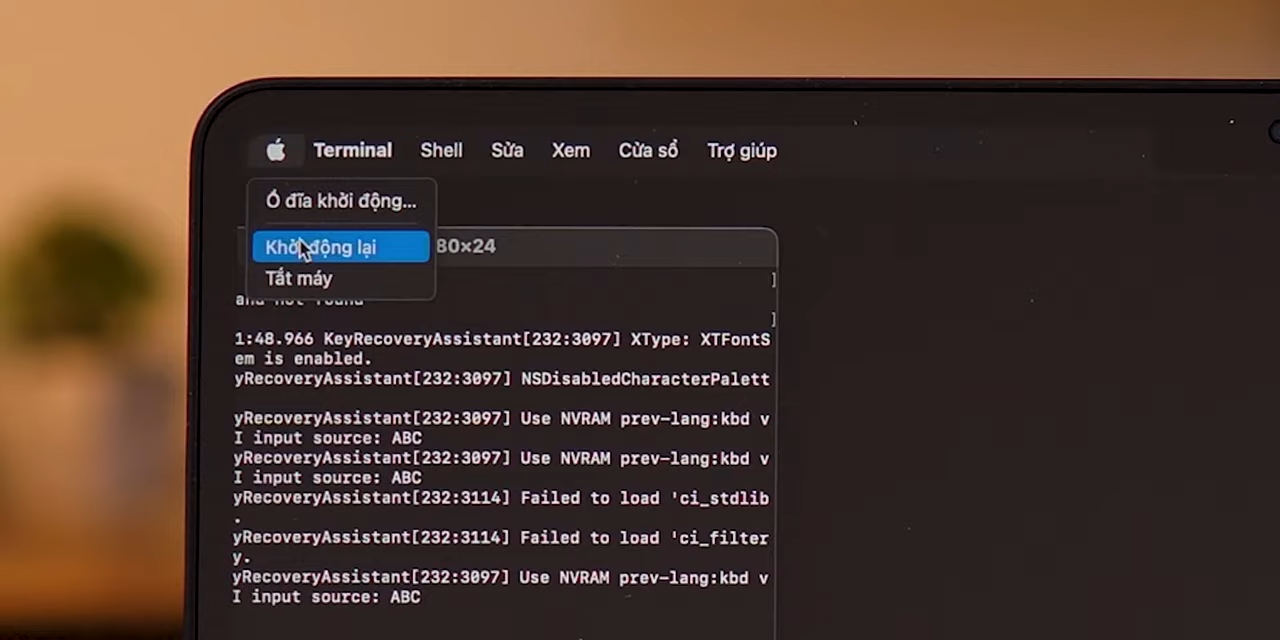 Terminal Shell Sửa Xem Cửa sổ Trợ giúp
Ổ đĩa khởi động...
Khởi động lại
80×24
Tắt máy
]
and not found
]
1:48.966 KeyRecoveryAssistant[232:3097] XType: XTFontS
em is enabled.
yRecoveryAssistant[232:3097] NSDisabledCharacterPalett
yRecoveryAssistant[232:3097] Use NVRAM prev-lang:kbd v
I input source: ABC
yRecoveryAssistant[232:3097] Use NVRAM prev-lang:kbd v
I input source: ABC
yRecoveryAssistant[232:3114] Failed to load 'ci_stdlib
.
yRecoveryAssistant[232:3114] Failed to load 'ci_filter
y.
yRecoveryAssistant[232:3097] Use NVRAM prev-lang:kbd v
I input source: ABC